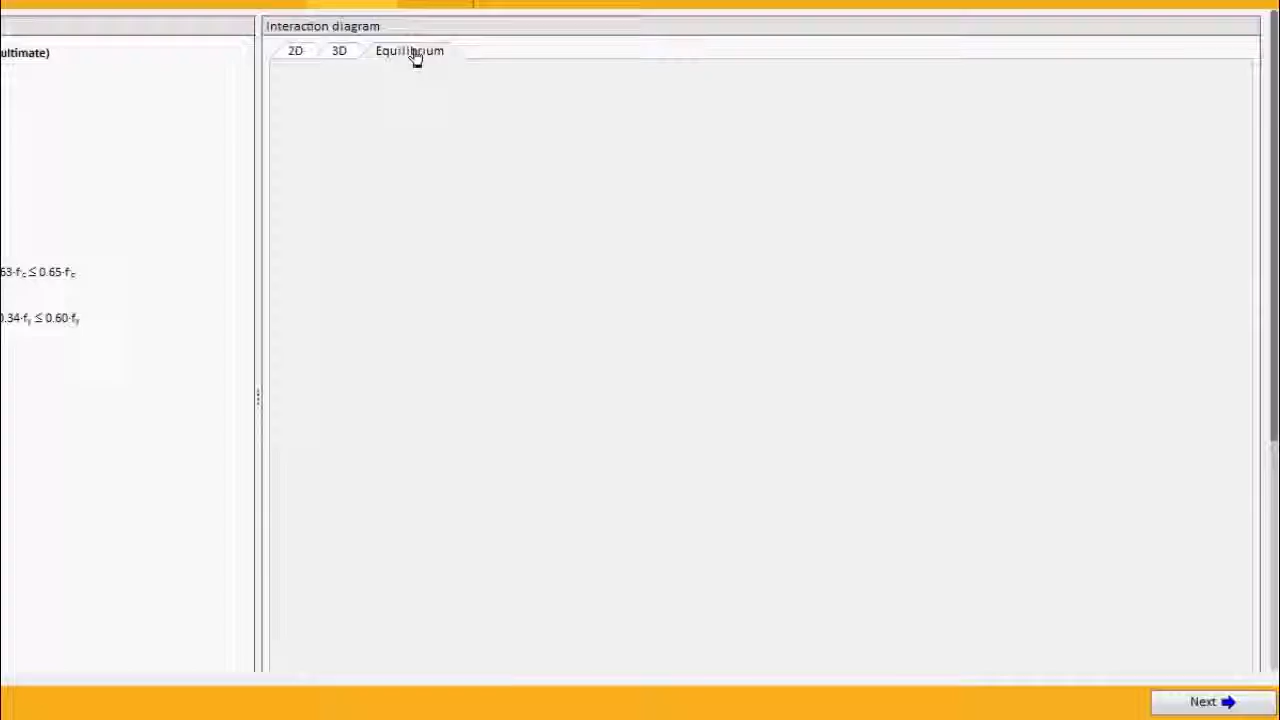 Interaction diagram
2D 3D Equilibrium
ultimate)
63·fc ≤ 0.65·fc
0.34·fy ≤ 0.60·fy
Next